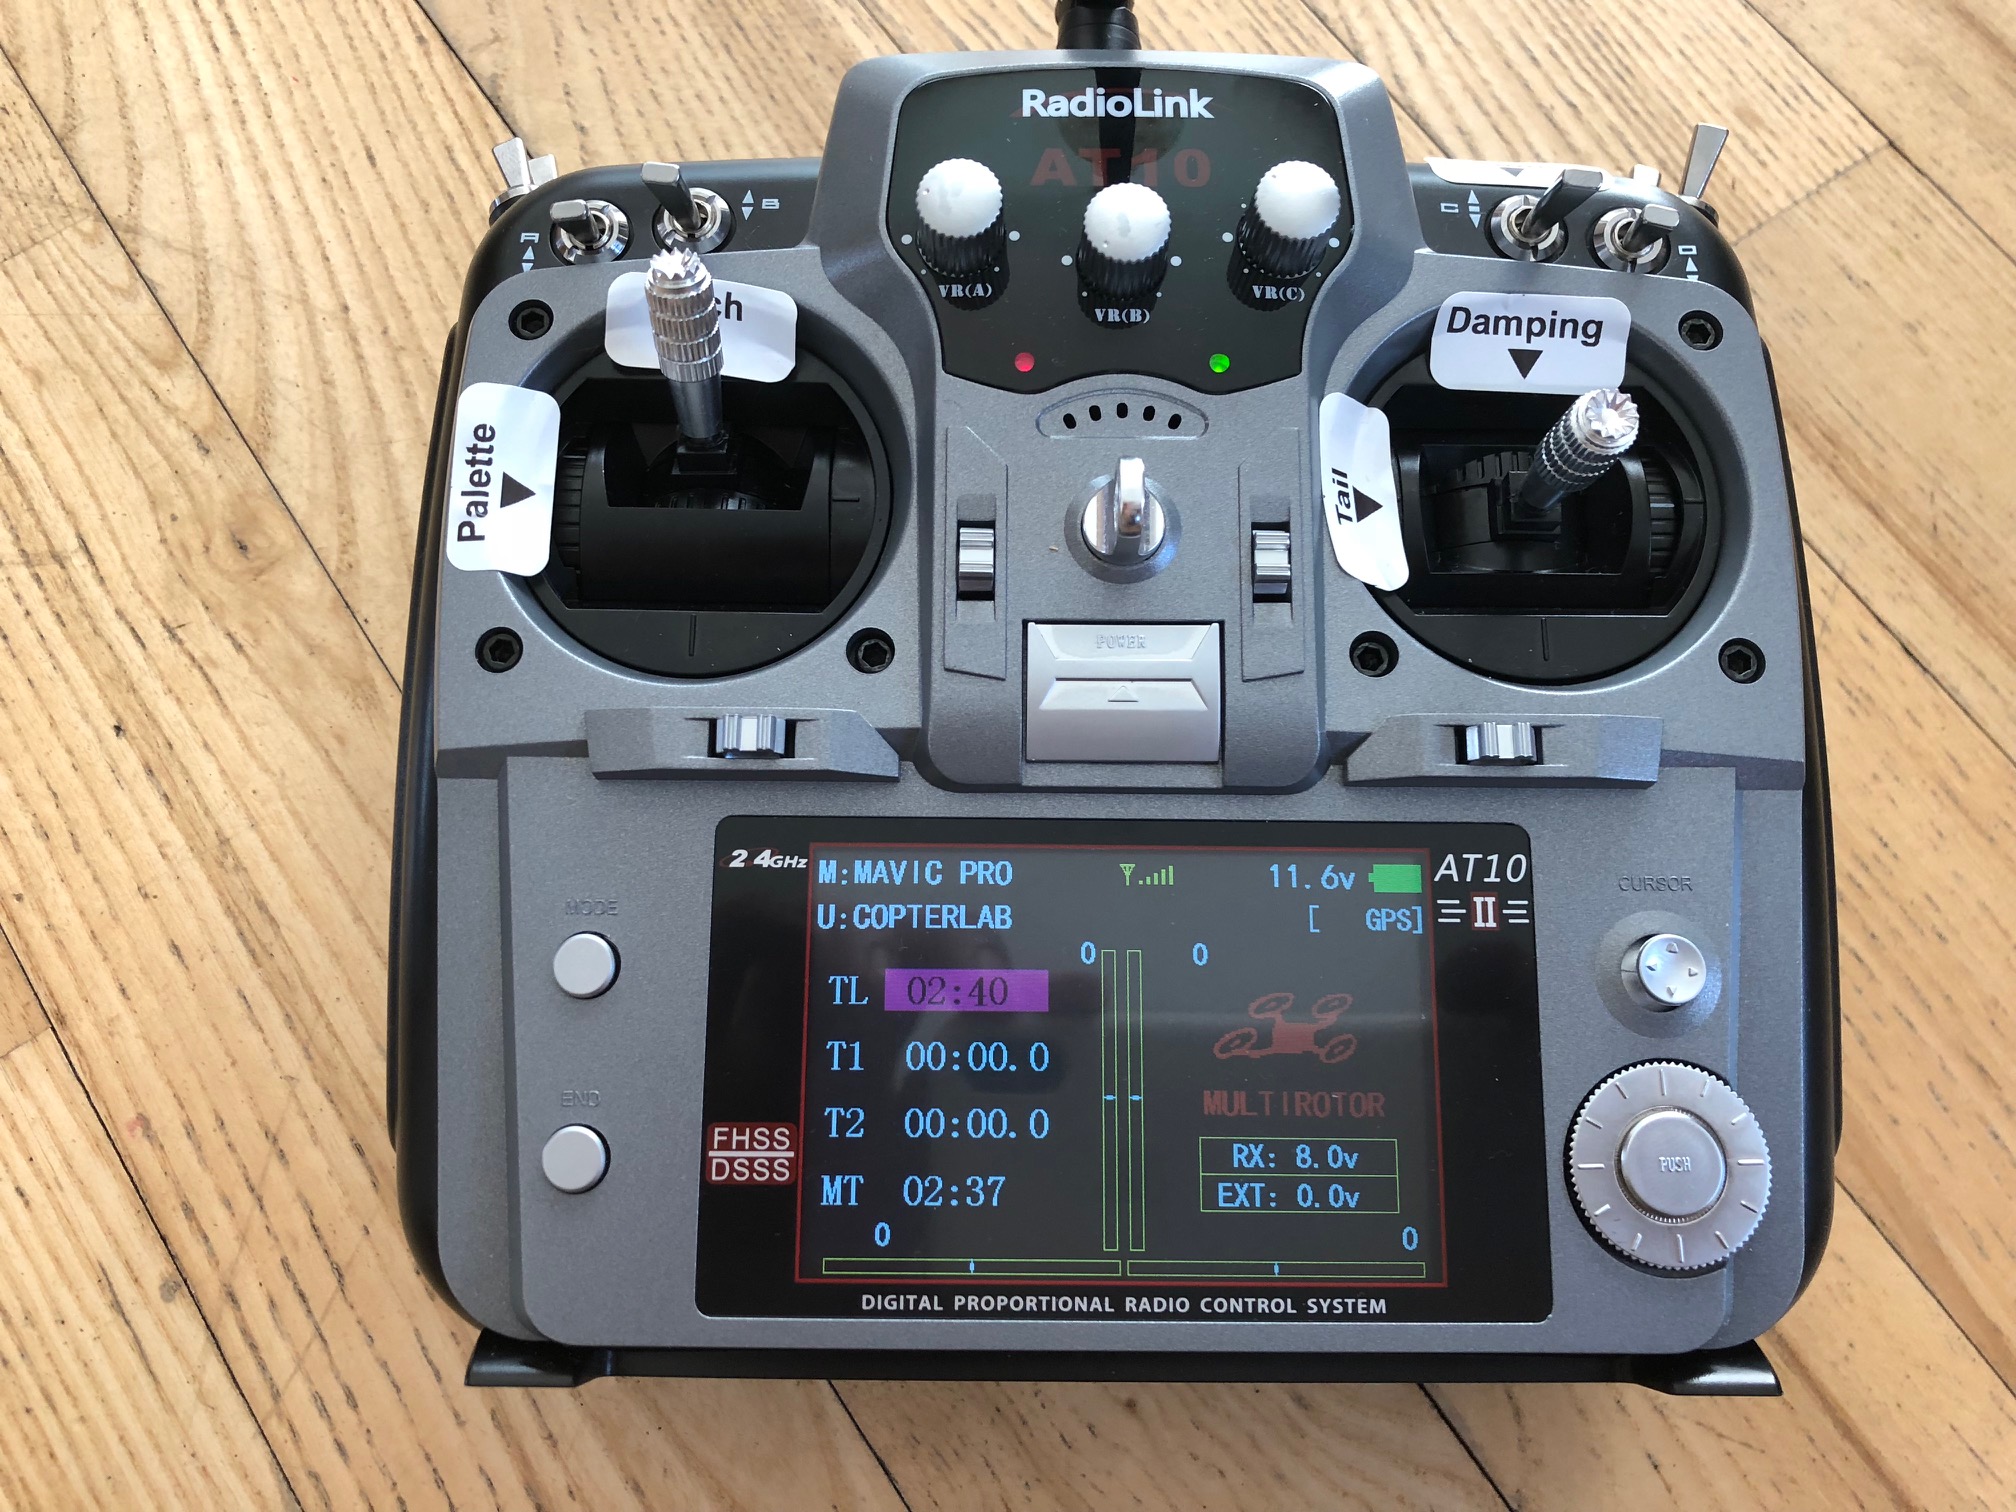 RadioLink
AT10
VR(A)
VR(B)
VR(C)
A
B
C
D
Palette
Tail
Damping
POWER
MODE
END
CURSOR
PUSH
2.4GHz
FHSS
DSSS
M:MAVIC PRO
U:COPTERLAB
11.6v
[ GPS]
TL 02:40
T1 00:00.0
T2 00:00.0
MT 02:37
0
0
0
0
MULTIROTOR
RX: 8.0v
EXT: 0.0v
AT10
II
DIGITAL PROPORTIONAL RADIO CONTROL SYSTEM